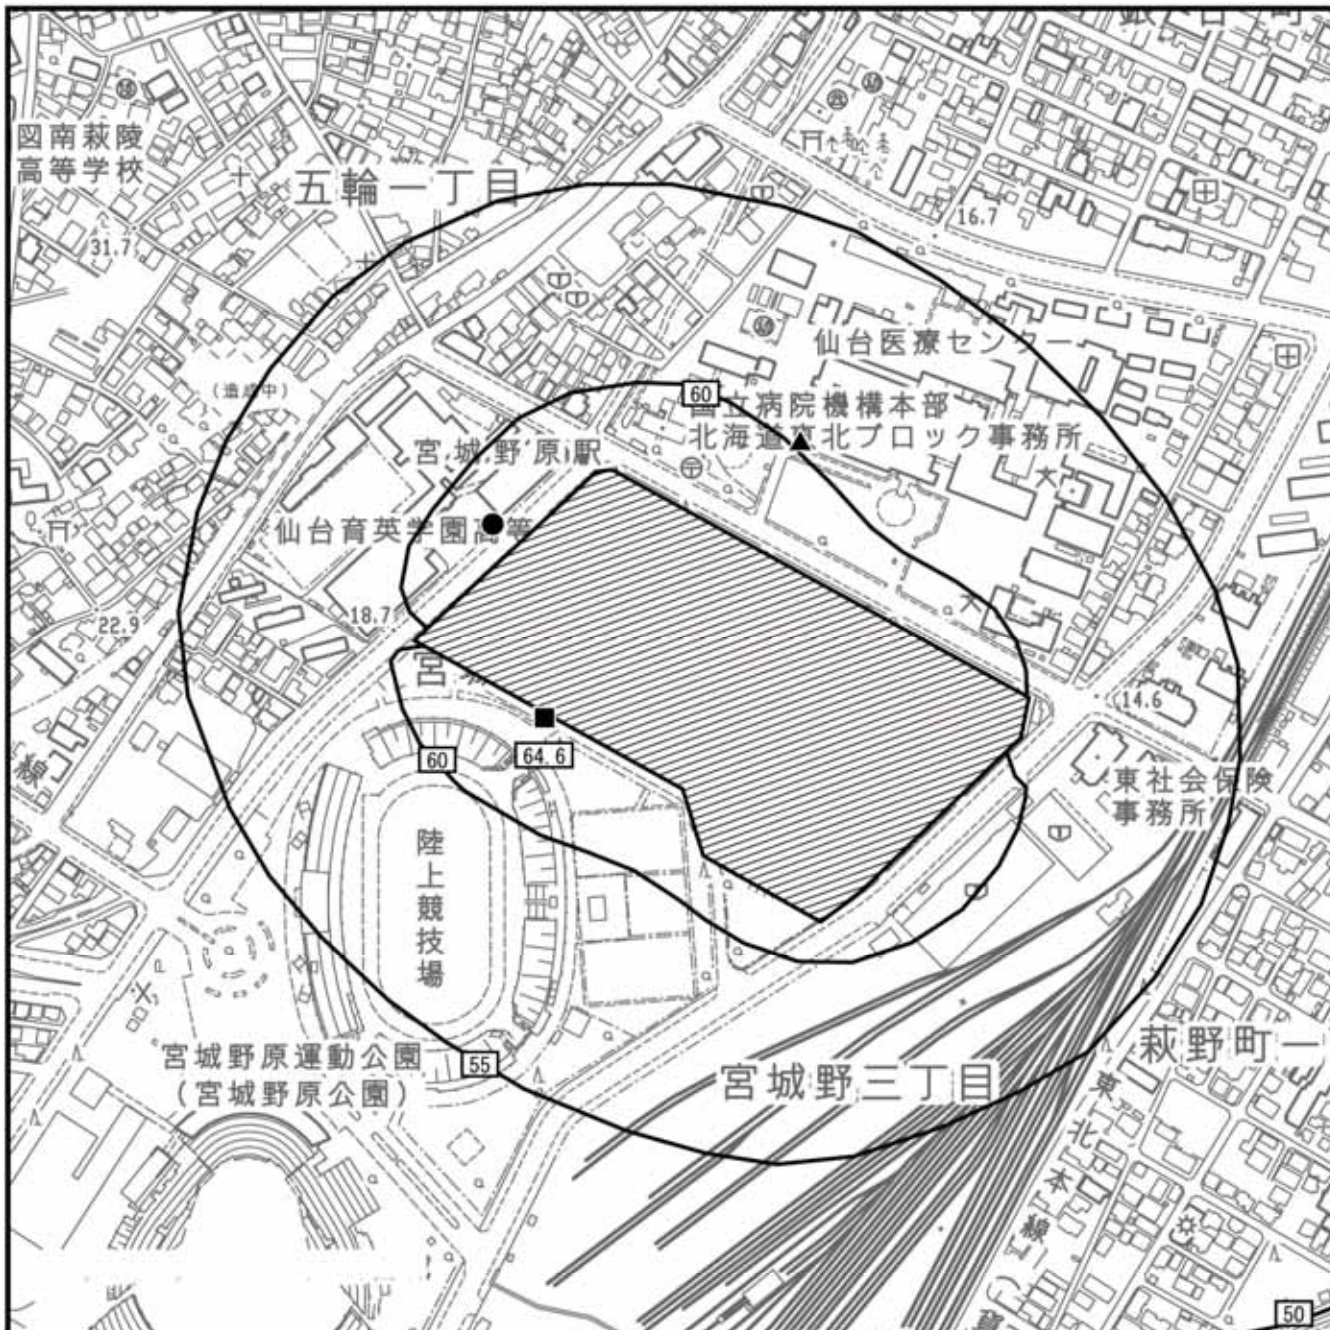 図南萩陵
高等学校
五輪一丁目
31.7
16.7
(造成中)
仙台医療センター
60
国立病院機構本部
北海道東北ブロック事務所
宮城野原駅
仙台育英学園高等
18.7
22.9
宮
14.6
60
64.6
東社会保険
事務所
線
陸上競技場
宮城野原運動公園
(宮城野原公園)
55
宮城野三丁目
萩野町一
東北本線
50